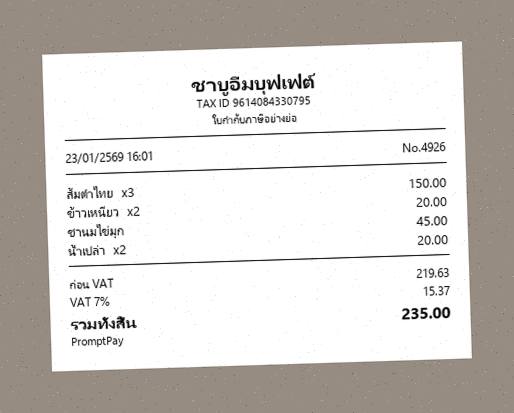 ชาบูอิ่มบุฟเฟต์
TAX ID 9614084330795
ใบกำกับภาษีอย่างย่อ
23/01/2569 16:01 No.4926
ส้มตำไทย x3 150.00
ข้าวเหนียว x2 20.00
ชานมไข่มุก 45.00
น้ำเปล่า x2 20.00
ก่อน VAT 219.63
VAT 7% 15.37
รวมทั้งสิ้น 235.00
PromptPay